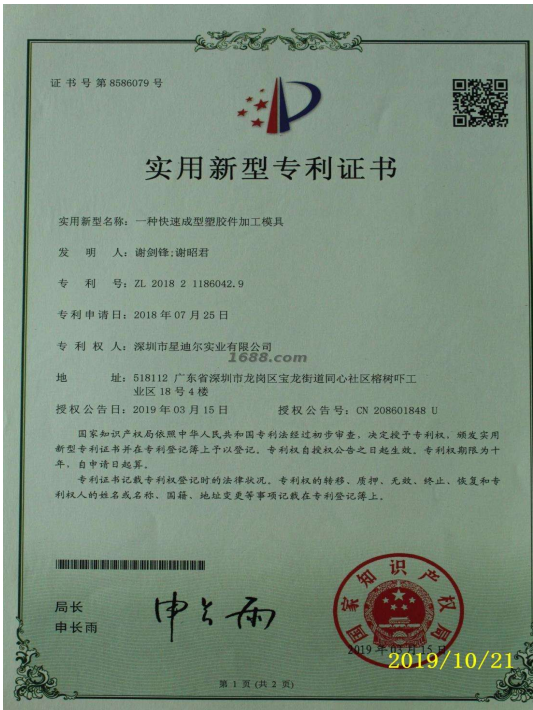 证书号第8586079号
实用新型专利证书
实用新型名称：一种快速成型塑胶件加工模具
发明人：谢剑锋;谢昭君
专利号：ZL 2018 2 1186042.9
专利申请日：2018年07月25日
专利权人：深圳市星迪尔实业有限公司
1688.com
地址：518112 广东省深圳市龙岗区宝龙街道同心社区榕树吓工
业区18号4楼
授权公告日：2019年03月15日 授权公告号：CN 208601848 U
国家知识产权局依照中华人民共和国专利法经过初步审查，决定授予专利权，颁发实用
新型专利证书并在专利登记簿上予以登记。专利权自授权公告之日起生效。专利权期限为十
年，自申请日起算。
专利证书记载专利权登记时的法律状况。专利权的转移、质押、无效、终止、恢复和专
利权人的姓名或名称、国籍、地址变更等事项记载在专利登记簿上。
局长
申长雨
申长雨
国家知识产权局
2019年03月15日
2019/10/21
第1页(共2页)